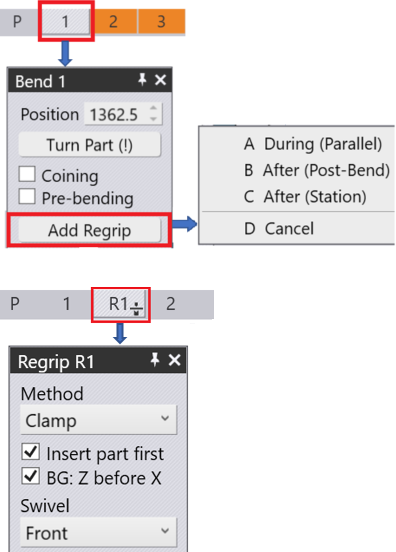 P 1 2 3
Bend 1
Position 1362.5
Turn Part (!)
Coining
Pre-bending
Add Regrip
A During (Parallel)
B After (Post-Bend)
C After (Station)
D Cancel
P 1 R1 2
Regrip R1
Method
Clamp
Insert part first
BG: Z before X
Swivel
Front